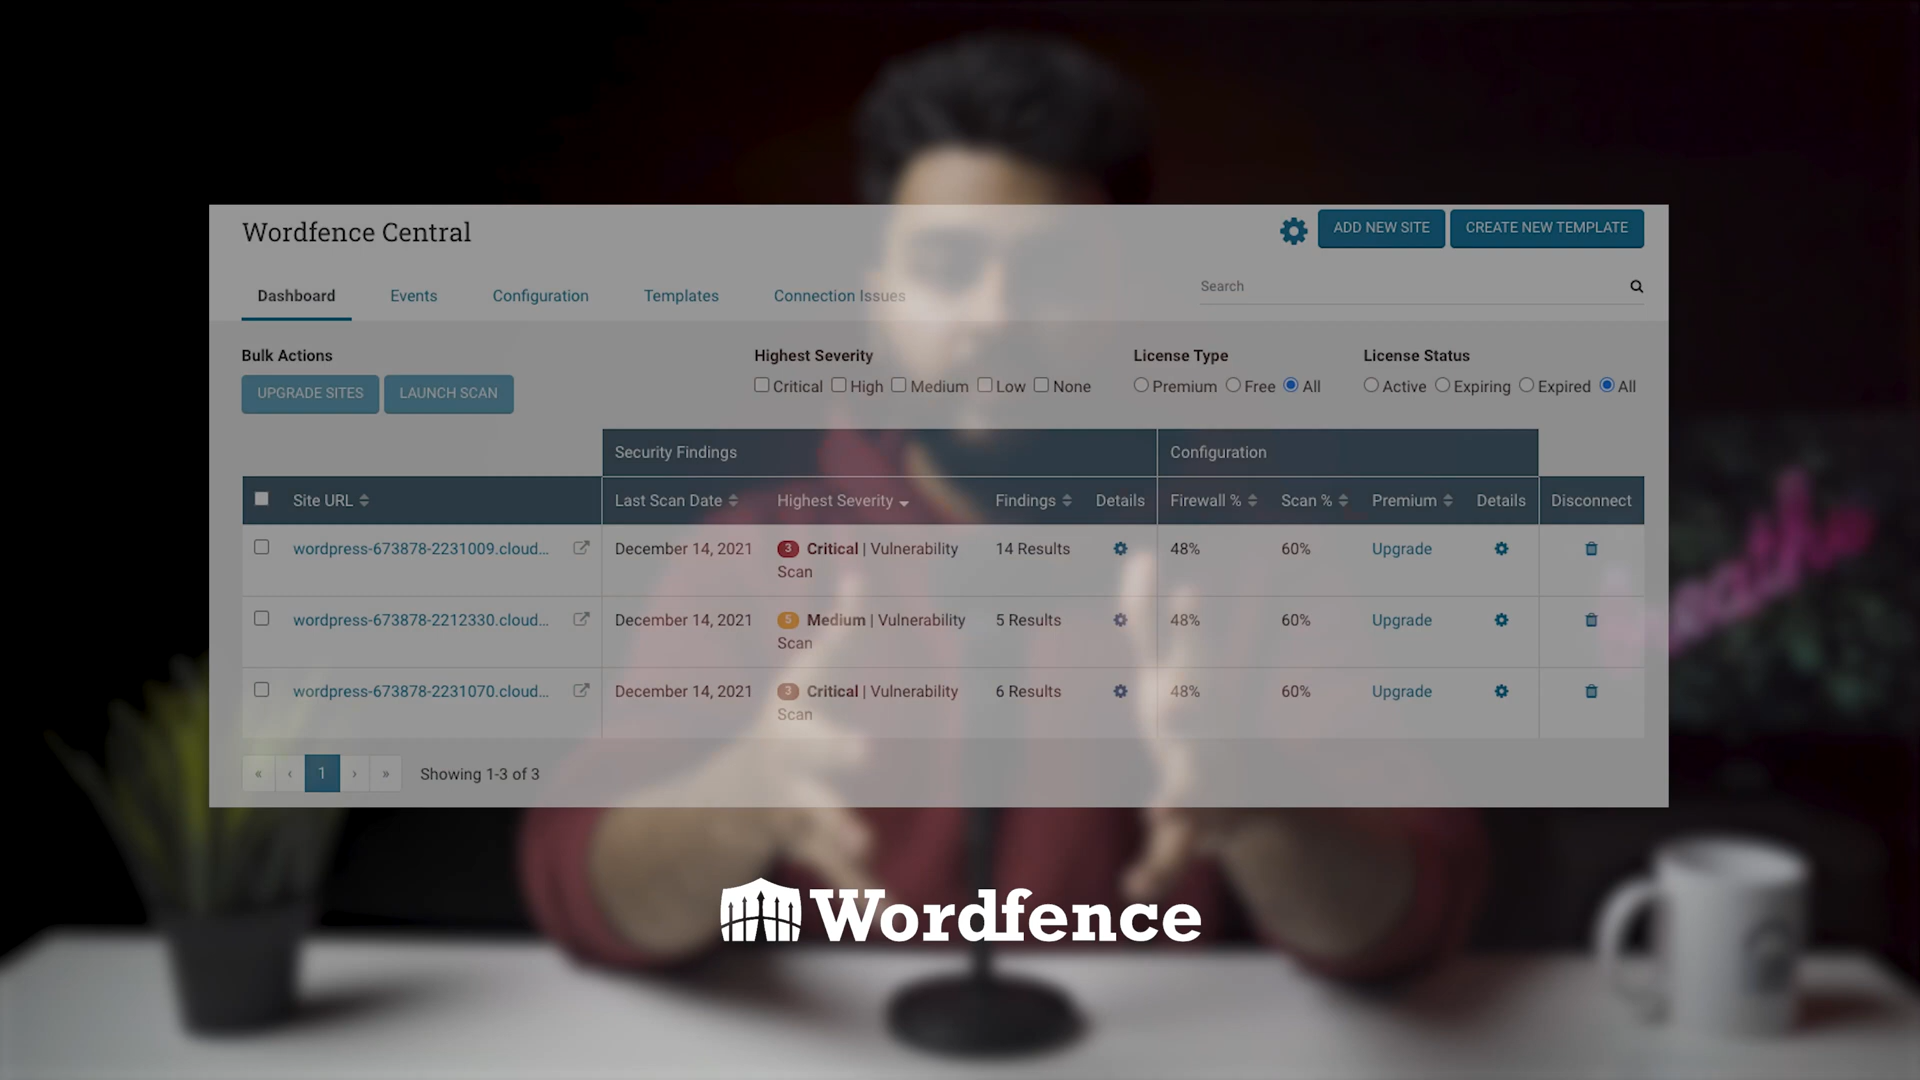 Wordfence Central
ADD NEW SITE
CREATE NEW TEMPLATE
Dashboard Events Configuration Templates Connection Issues
Search
Bulk Actions
UPGRADE SITES LAUNCH SCAN
Highest Severity
Critical High Medium Low None
License Type
Premium Free All
License Status
Active Expiring Expired All
Security Findings Configuration
Site URL Last Scan Date Highest Severity Findings Details Firewall % Scan % Premium Details Disconnect
wordpress-673878-2231009.cloud... December 14, 2021 3 Critical | Vulnerability Scan 14 Results 48% 60% Upgrade
wordpress-673878-2212330.cloud... December 14, 2021 5 Medium | Vulnerability Scan 5 Results 48% 60% Upgrade
wordpress-673878-2231070.cloud... December 14, 2021 3 Critical | Vulnerability Scan 6 Results 48% 60% Upgrade
« ‹ 1 › » Showing 1-3 of 3
breathe
Wordfence